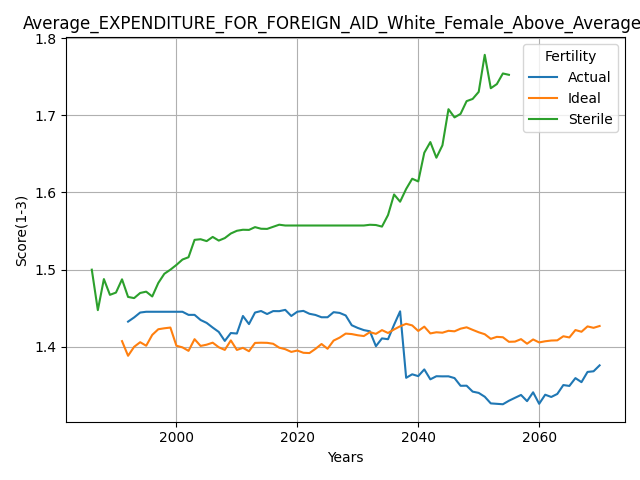 Average_EXPENDITURE_FOR_FOREIGN_AID_White_Female_Above_Average
Fertility
Actual
Ideal
Sterile
Score(1-3)
1.8
1.7
1.6
1.5
1.4
2000 2020 2040 2060
Years